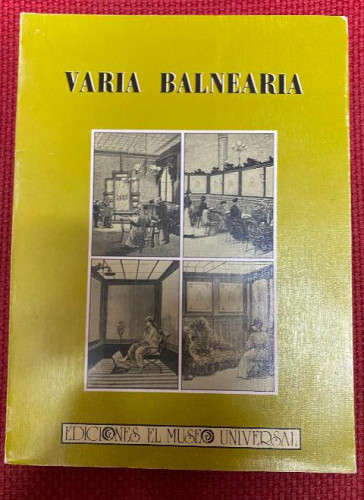 VARIA BALNEARIA
EDICIONES EL MUSEO UNIVERSAL